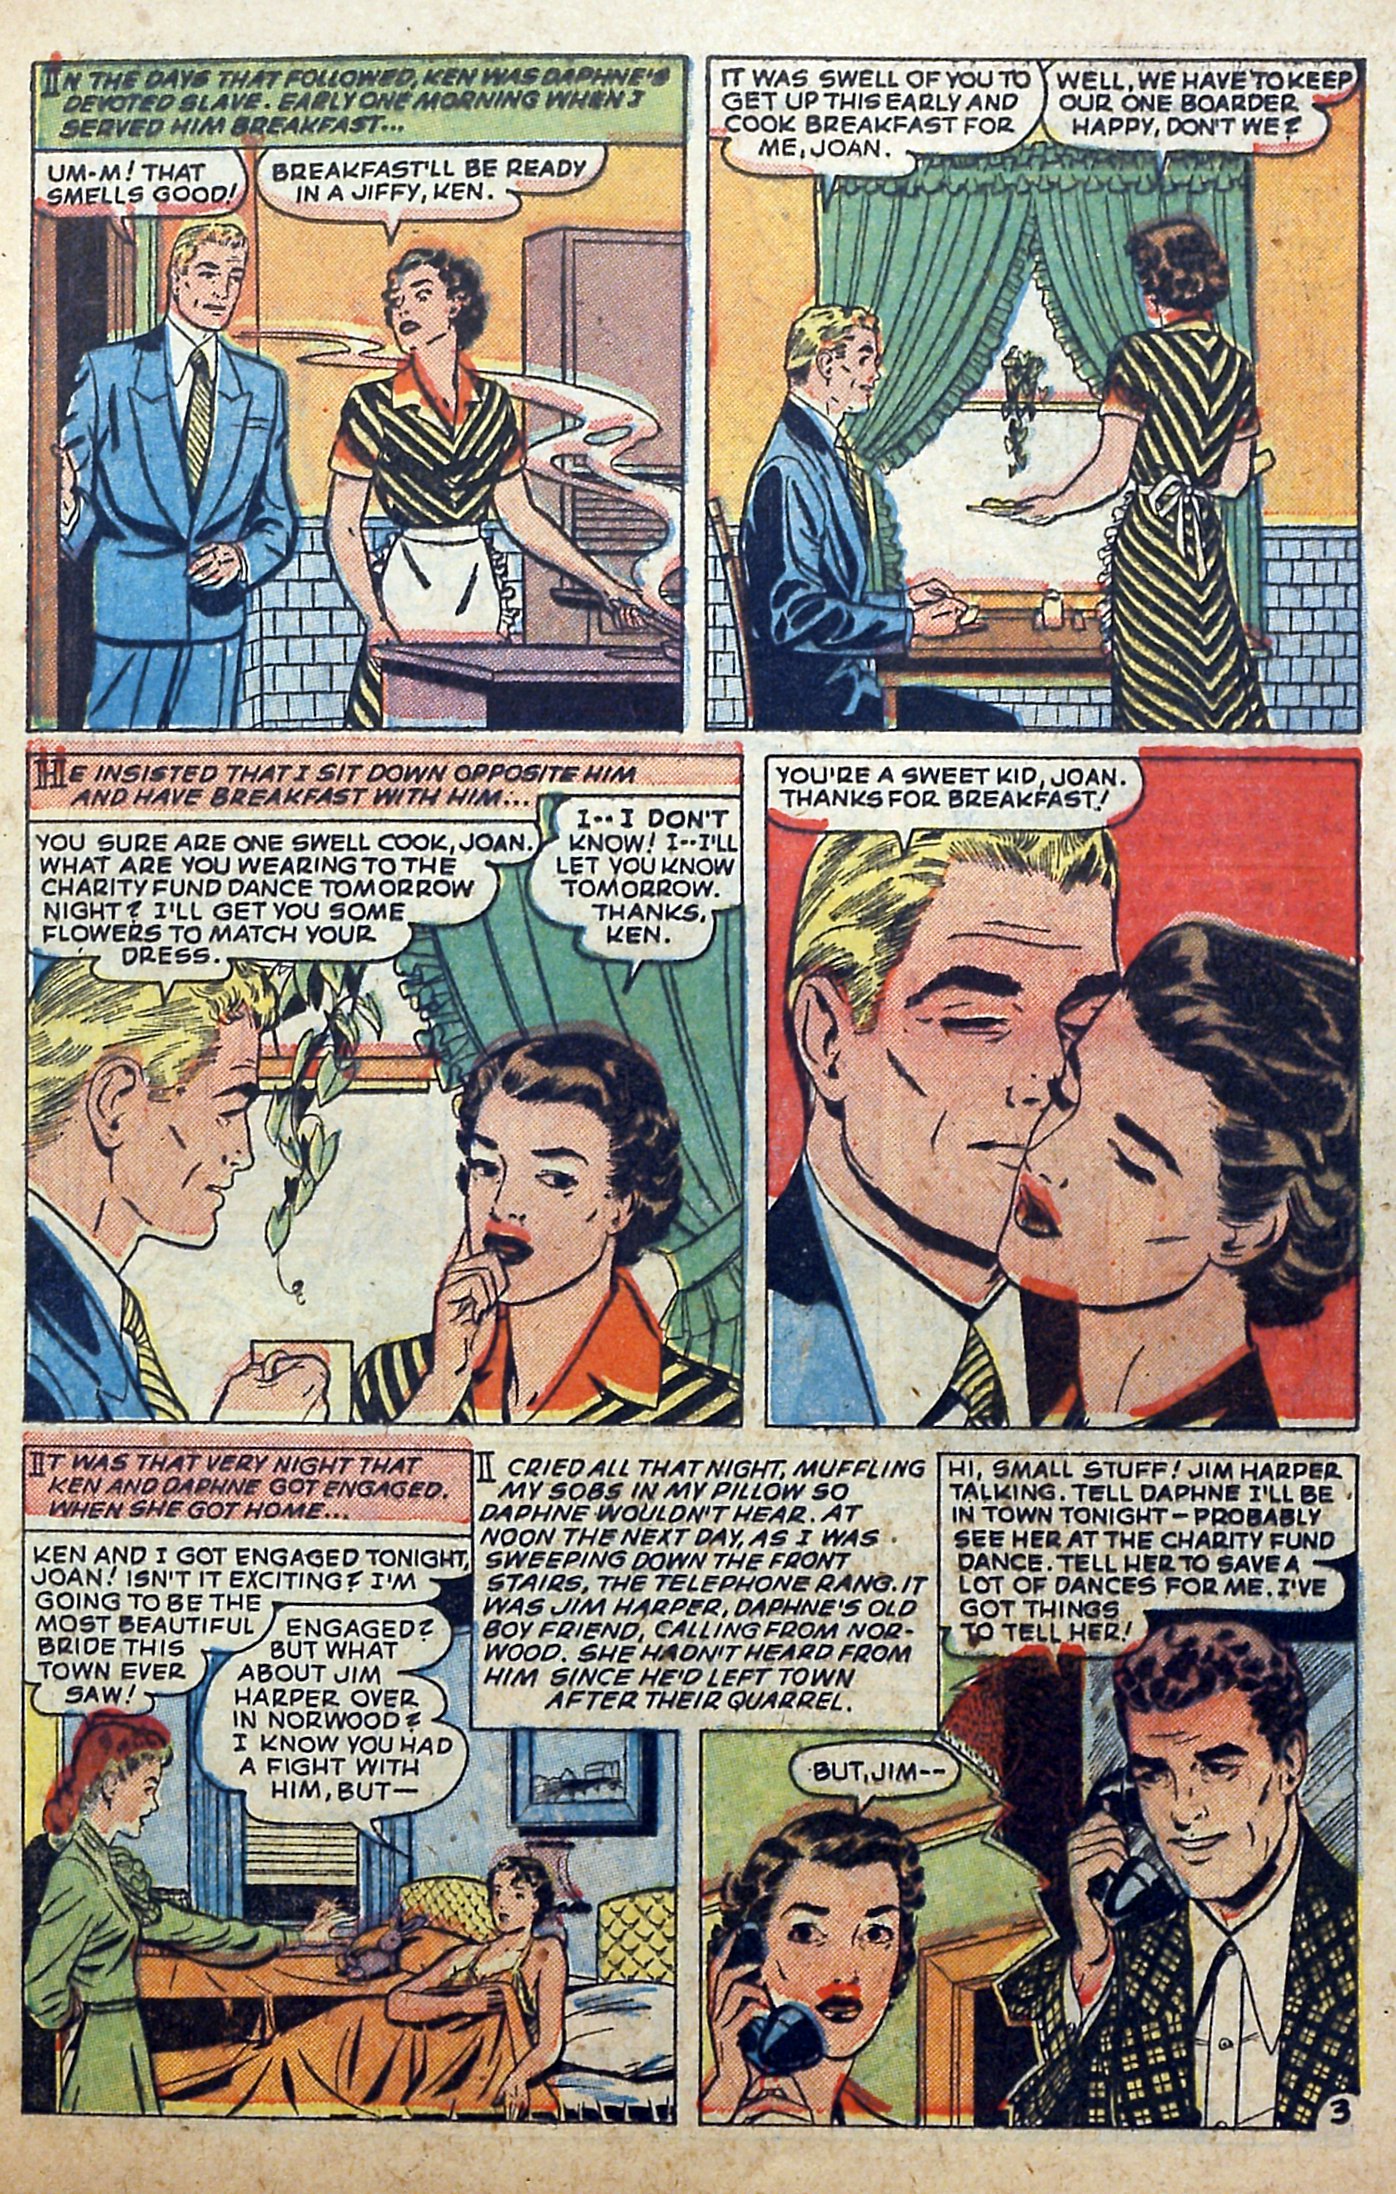 IN THE DAYS THAT FOLLOWED, KEN WAS DAPHNE'S
DEVOTED SLAVE. EARLY ONE MORNING WHEN I
SERVED HIM BREAKFAST...
UM-M! THAT
SMELLS GOOD!
BREAKFAST'LL BE READY
IN A JIFFY, KEN.
IT WAS SWELL OF YOU TO
GET UP THIS EARLY AND
COOK BREAKFAST FOR
ME, JOAN.
WELL, WE HAVE TO KEEP
OUR ONE BOARDER
HAPPY, DON'T WE?
HE INSISTED THAT I SIT DOWN OPPOSITE HIM
AND HAVE BREAKFAST WITH HIM...
YOU SURE ARE ONE SWELL COOK, JOAN.
WHAT ARE YOU WEARING TO THE
CHARITY FUND DANCE TOMORROW
NIGHT? I'LL GET YOU SOME
FLOWERS TO MATCH YOUR
DRESS.
I--I DON'T
KNOW! I--I'LL
LET YOU KNOW
TOMORROW.
THANKS,
KEN.
YOU'RE A SWEET KID, JOAN.
THANKS FOR BREAKFAST!
IT WAS THAT VERY NIGHT THAT
KEN AND DAPHNE GOT ENGAGED.
WHEN SHE GOT HOME...
KEN AND I GOT ENGAGED TONIGHT,
JOAN! ISN'T IT EXCITING? I'M
GOING TO BE THE
MOST BEAUTIFUL
BRIDE THIS
TOWN EVER
SAW!
ENGAGED?
BUT WHAT
ABOUT JIM
HARPER OVER
IN NORWOOD?
I KNOW YOU HAD
A FIGHT WITH
HIM, BUT—
I CRIED ALL THAT NIGHT, MUFFLING
MY SOBS IN MY PILLOW SO
DAPHNE WOULDN'T HEAR. AT
NOON THE NEXT DAY, AS I WAS
SWEEPING DOWN THE FRONT
STAIRS, THE TELEPHONE RANG. IT
WAS JIM HARPER, DAPHNE'S OLD
BOY FRIEND, CALLING FROM NOR-
WOOD. SHE HADN'T HEARD FROM
HIM SINCE HE'D LEFT TOWN
AFTER THEIR QUARREL.
BUT, JIM--
HI, SMALL STUFF! JIM HARPER
TALKING. TELL DAPHNE I'LL BE
IN TOWN TONIGHT—PROBABLY
SEE HER AT THE CHARITY FUND
DANCE. TELL HER TO SAVE A
LOT OF DANCES FOR ME. I'VE
GOT THINGS
TO TELL HER!
3